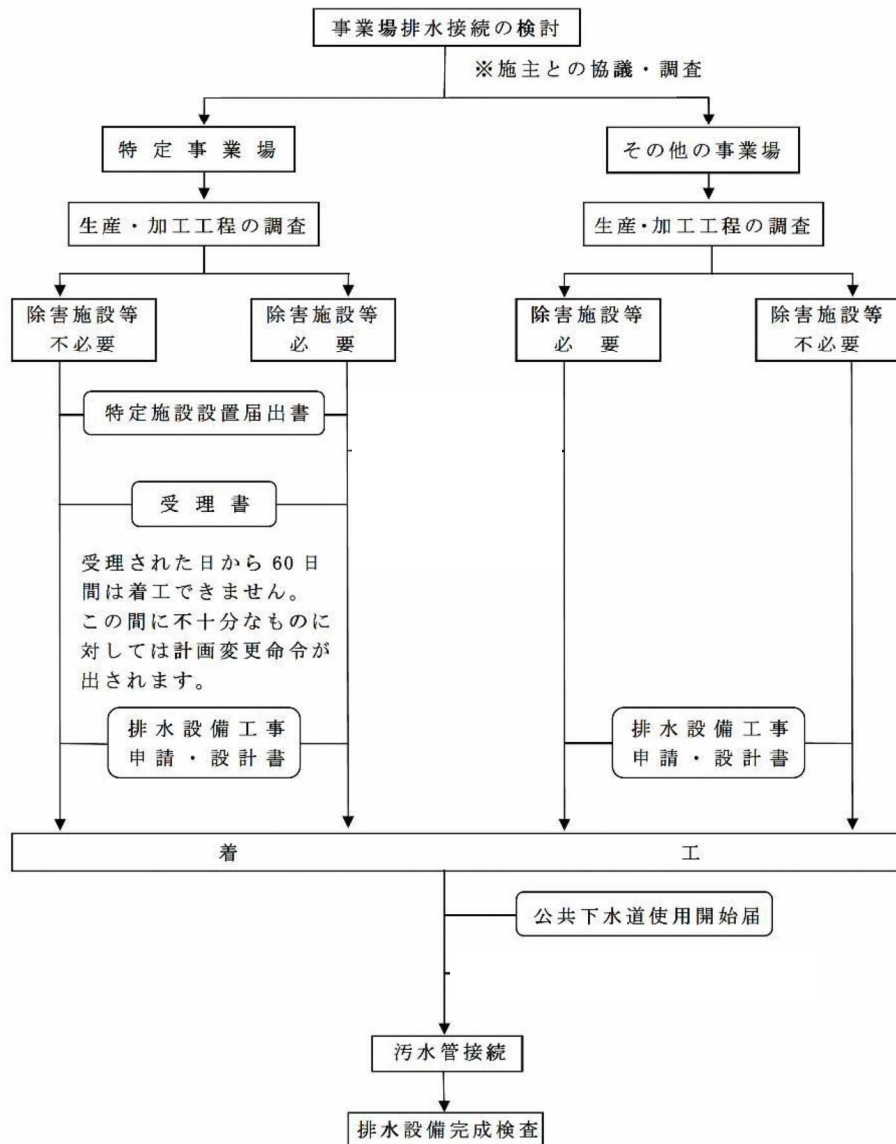 事業場排水接続の検討
※施主との協議・調査
特定事業場
その他の事業場
生産・加工工程の調査
生産・加工工程の調査
除害施設等
不必要
除害施設等
必要
除害施設等
必要
除害施設等
不必要
特定施設設置届出書
受理書
受理された日から60日
間は着工できません。
この間に不十分なものに
対しては計画変更命令が
出されます。
排水設備工事
申請・設計書
排水設備工事
申請・設計書
着工
公共下水道使用開始届
汚水管接続
排水設備完成検査